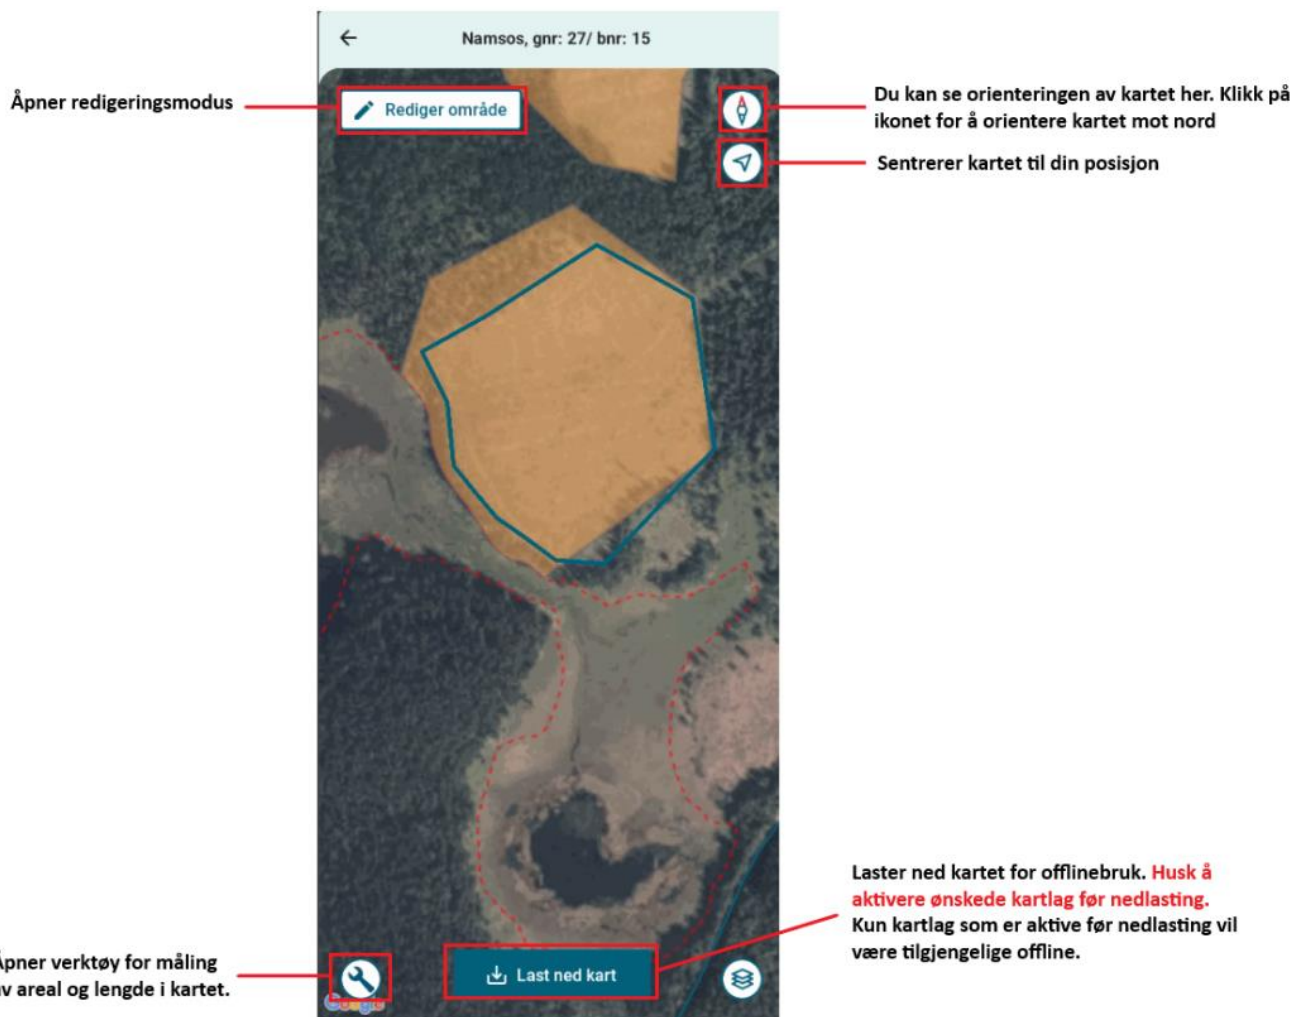 Namsos, gnr: 27/ bnr: 15
Åpner redigeringsmodus
Rediger område
Du kan se orienteringen av kartet her. Klikk på
ikonet for å orientere kartet mot nord
Sentrerer kartet til din posisjon
Laster ned kartet for offlinebruk. Husk å
aktivere ønskede kartlag før nedlasting.
Kun kartlag som er aktive før nedlasting vil
være tilgjengelige offline.
Åpner verktøy for måling
av areal og lengde i kartet.
Last ned kart
Google